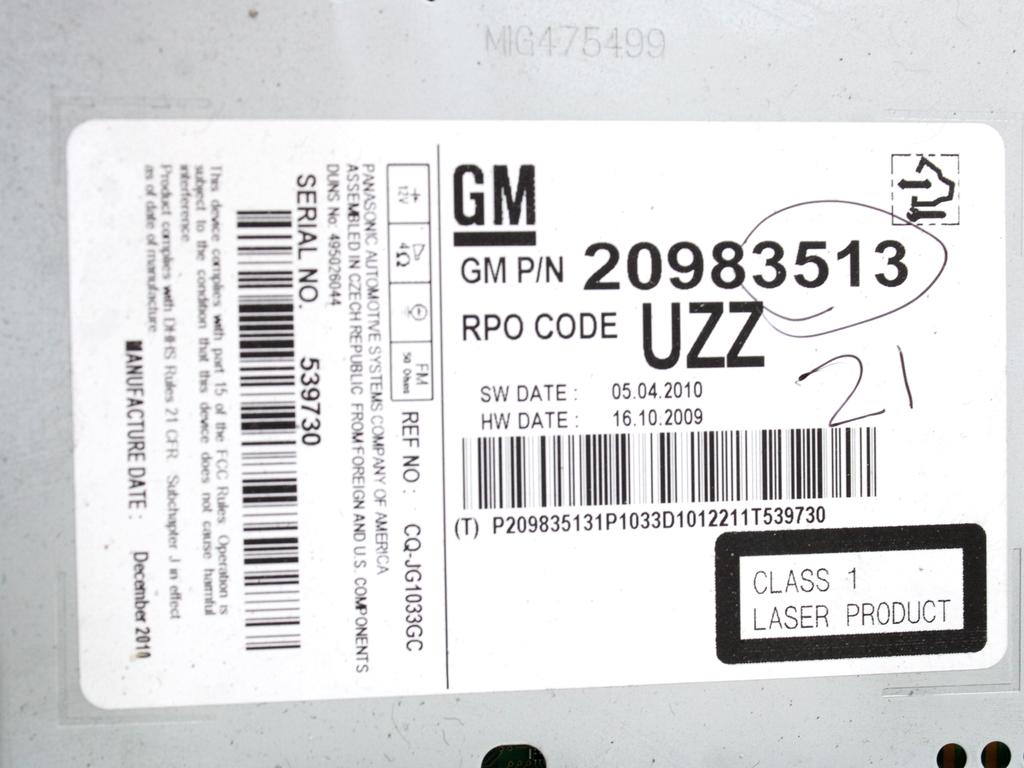 MIG475499
GM
GM P/N 20983513
RPO CODE UZZ
21
SW DATE : 05.04.2010
HW DATE : 16.10.2009
(T) P209835131P1033D1012211T539730
CLASS 1
LASER PRODUCT
+ 12V 4Ω FM 50 Ohms REF NO : CQ-JG1033GC
PANASONIC AUTOMOTIVE SYSTEMS COMPANY OF AMERICA
ASSEMBLED IN CZECH REPUBLIC FROM FOREIGN AND U.S. COMPONENTS
DUNS No: 495026044
SERIAL NO. 539730
This device complies with part 15 of the FCC Rules. Operation is
subject to the condition that this device does not cause harmful
interference
Product complies with DHHS Rules 21 CFR. Subchapter J in effect
as of date of manufacture
MANUFACTURE DATE : December 2010